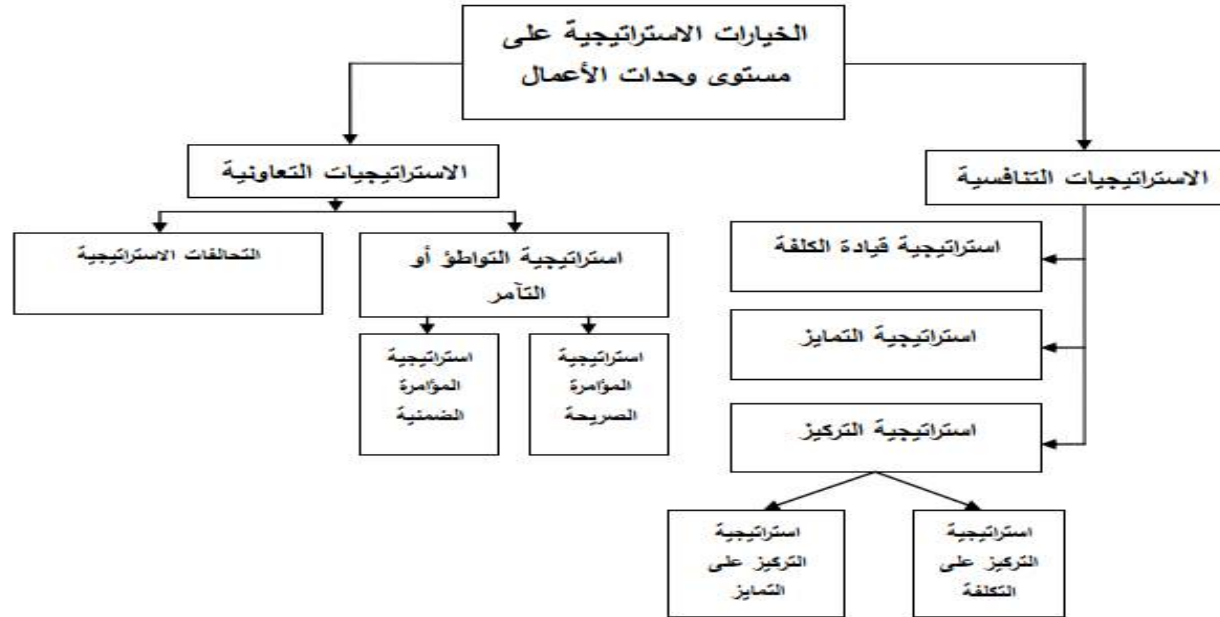 الخيارات الاستراتيجية على
مستوى وحدات الأعمال
الاستراتيجيات التنافسية
الاستراتيجيات التعاونية
استراتيجية قيادة الكلفة
استراتيجية التمايز
استراتيجية التركيز
استراتيجية
التركيز على
التكلفة
استراتيجية
التركيز على
التمايز
استراتيجية التواطؤ أو
التآمر
التحالفات الاستراتيجية
استراتيجية
المؤامرة
الصريحة
استراتيجية
المؤامرة
الضمنية